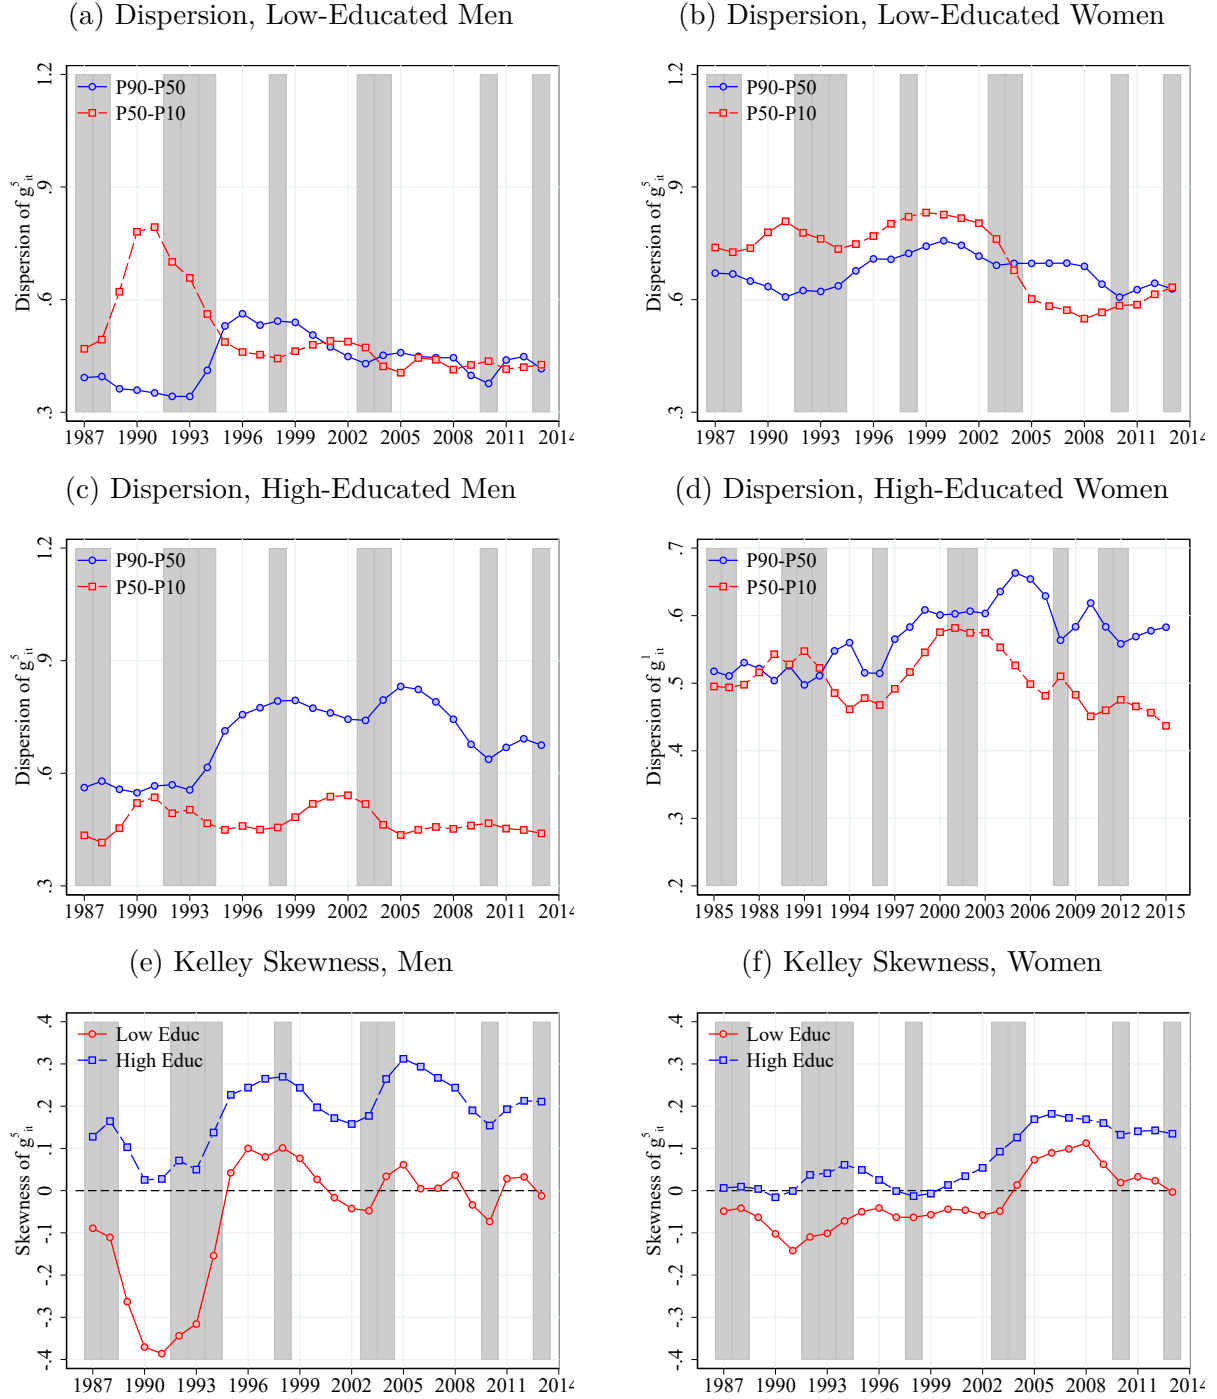 (a) Dispersion, Low-Educated Men
1.2
.9
.6
.3
Dispersion of g⁵ᵢₜ
P90-P50
P50-P10
1987 1990 1993 1996 1999 2002 2005 2008 2011 2014
(b) Dispersion, Low-Educated Women
1.2
.9
.6
.3
Dispersion of g⁵ᵢₜ
P90-P50
P50-P10
1987 1990 1993 1996 1999 2002 2005 2008 2011 2014
(c) Dispersion, High-Educated Men
1.2
.9
.6
.3
Dispersion of g⁵ᵢₜ
P90-P50
P50-P10
1987 1990 1993 1996 1999 2002 2005 2008 2011 2014
(d) Dispersion, High-Educated Women
.7
.6
.5
.4
.3
.2
Dispersion of g¹ᵢₜ
P90-P50
P50-P10
1985 1988 1991 1994 1997 2000 2003 2006 2009 2012 2015
(e) Kelley Skewness, Men
.4
.3
.2
.1
0
-.1
-.2
-.3
-.4
Skewness of g⁵ᵢₜ
Low Educ
High Educ
1987 1990 1993 1996 1999 2002 2005 2008 2011 2014
(f) Kelley Skewness, Women
.4
.3
.2
.1
0
-.1
-.2
-.3
-.4
Skewness of g⁵ᵢₜ
Low Educ
High Educ
1987 1990 1993 1996 1999 2002 2005 2008 2011 2014